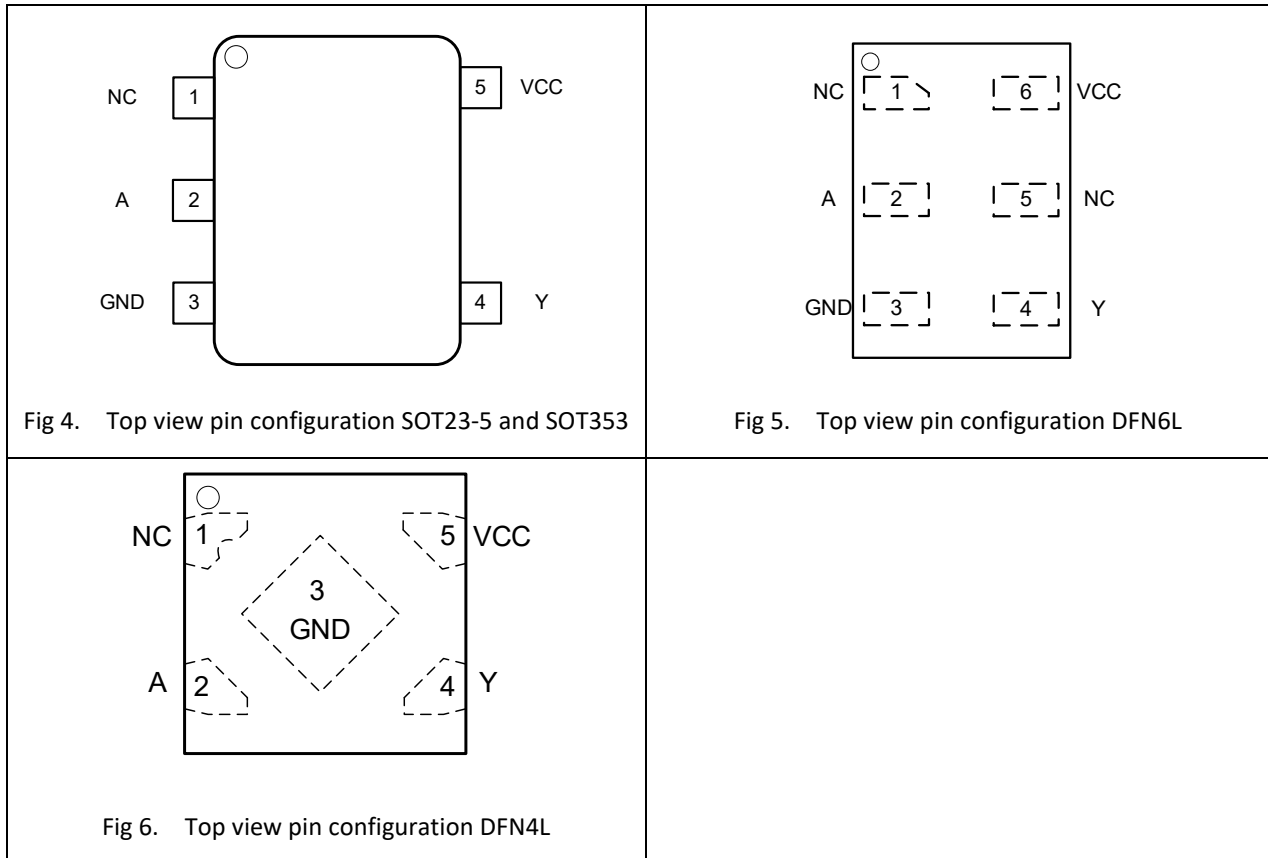 NC 1 5 VCC
A 2
GND 3 4 Y
Fig 4. Top view pin configuration SOT23-5 and SOT353
NC 1 6 VCC
A 2 5 NC
GND 3 4 Y
Fig 5. Top view pin configuration DFN6L
NC 1 5 VCC
3
GND
A 2 4 Y
Fig 6. Top view pin configuration DFN4L